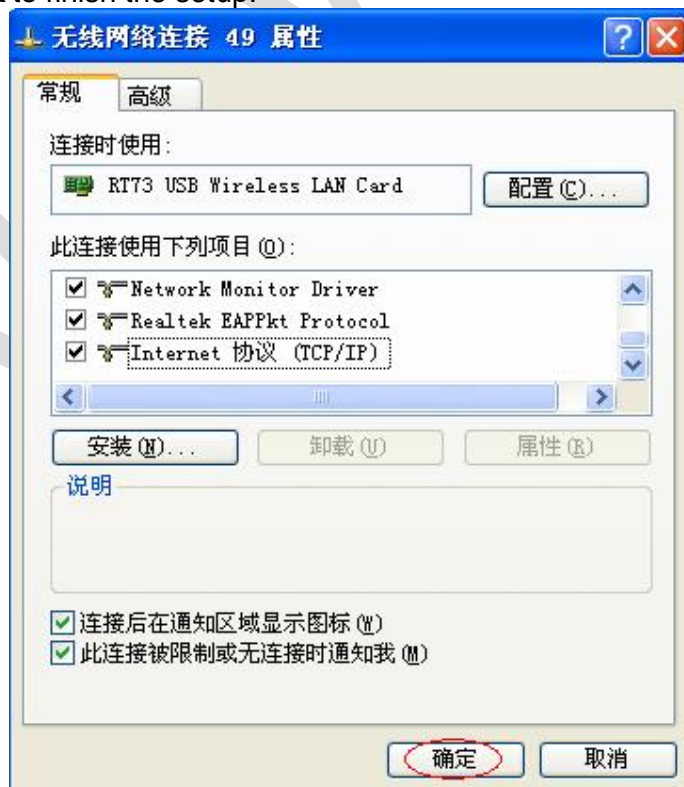 to finish the setup.
无线网络连接 49 属性
常规 高级
连接时使用:
RT73 USB Wireless LAN Card 配置(C)...
此连接使用下列项目(O):
Network Monitor Driver
Realtek EAPPkt Protocol
Internet 协议 (TCP/IP)
安装(N)... 卸载(U) 属性(R)
说明
连接后在通知区域显示图标(W)
此连接被限制或无连接时通知我(M)
确定 取消